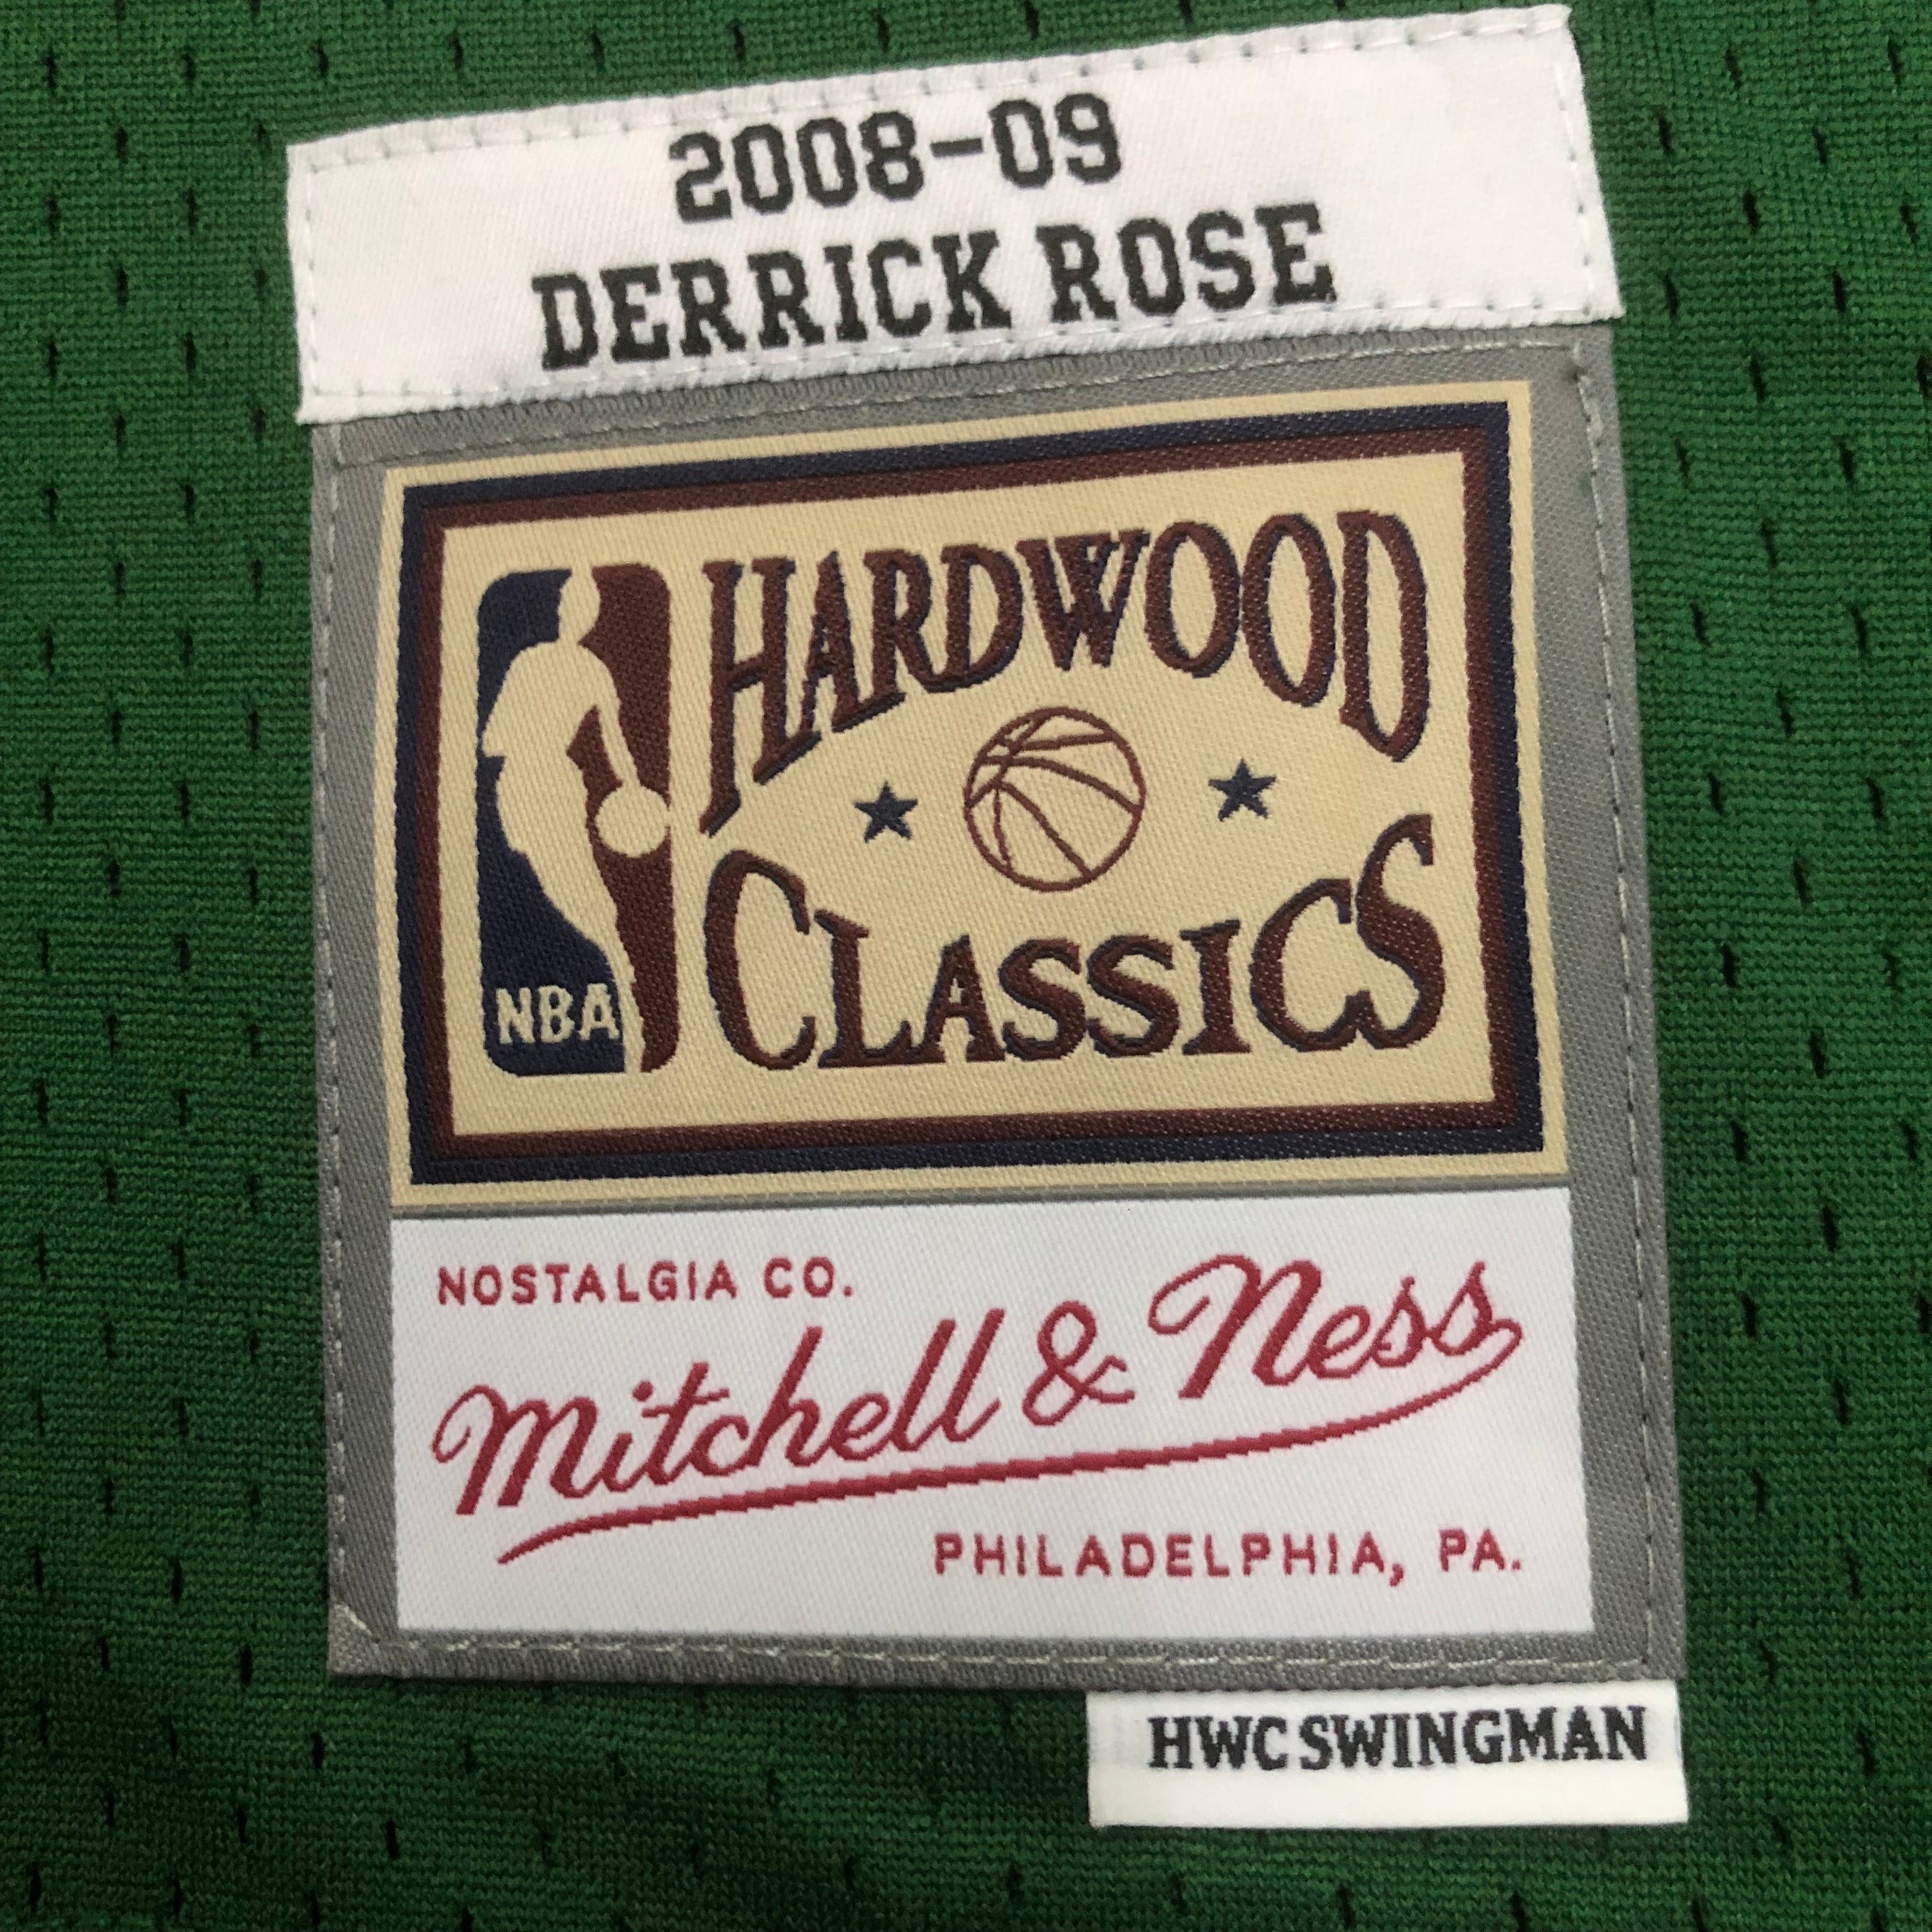 2008-09
DERRICK ROSE
HARDWOOD
CLASSICS
NBA
NOSTALGIA CO.
Mitchell & Ness
PHILADELPHIA, PA.
HWC SWINGMAN